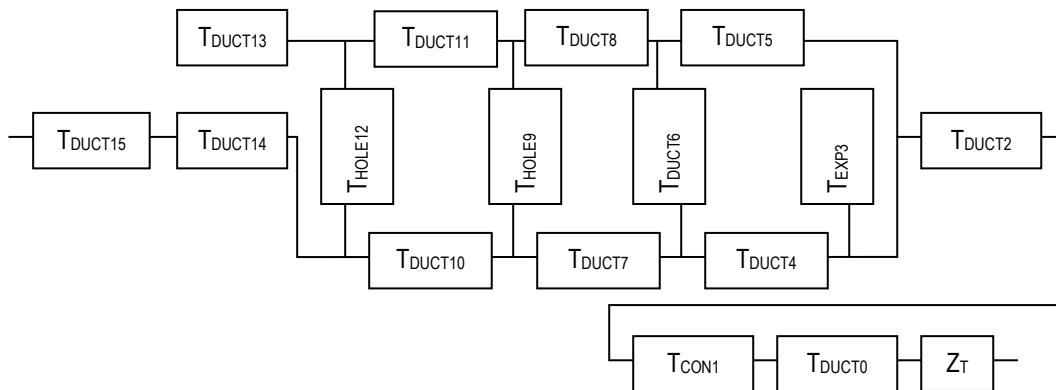 TDUCT13
TDUCT11
TDUCT8
TDUCT5
TDUCT15
TDUCT14
THOLE12
THOLE9
TDUCT6
TEXP3
TDUCT2
TDUCT10
TDUCT7
TDUCT4
TCON1
TDUCT0
ZT